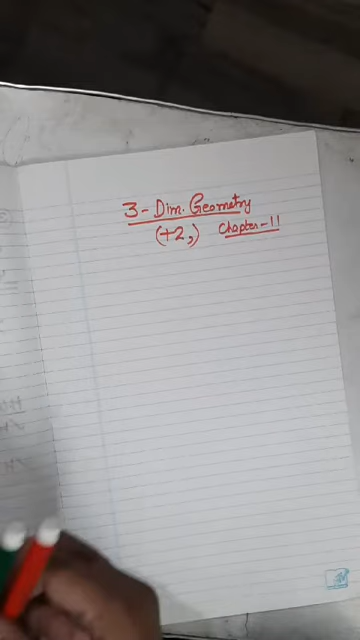 3- Dim. Geometry
(+2,) Chapter-11